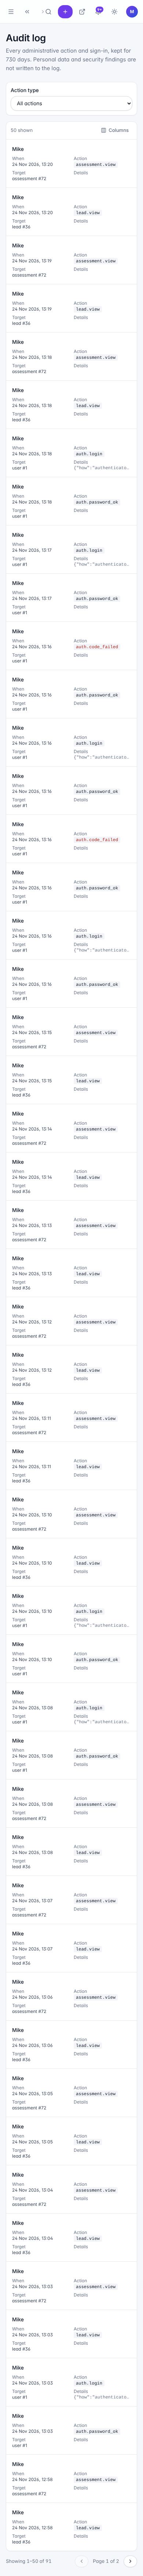 9+
M
Audit log
Every administrative action and sign-in, kept for 730 days. Personal data and security findings are not written to the log.
Action type
All actions
50 shown Columns
Mike
When Action
24 Nov 2026, 13:20 assessment.view
Target Details
assessment #72
Mike
When Action
24 Nov 2026, 13:20 lead.view
Target Details
lead #36
Mike
When Action
24 Nov 2026, 13:19 assessment.view
Target Details
assessment #72
Mike
When Action
24 Nov 2026, 13:19 lead.view
Target Details
lead #36
Mike
When Action
24 Nov 2026, 13:18 assessment.view
Target Details
assessment #72
Mike
When Action
24 Nov 2026, 13:18 lead.view
Target Details
lead #36
Mike
When Action
24 Nov 2026, 13:18 auth.login
Target Details
user #1 {"how":"authenticato…
Mike
When Action
24 Nov 2026, 13:18 auth.password_ok
Target Details
user #1
Mike
When Action
24 Nov 2026, 13:17 auth.login
Target Details
user #1 {"how":"authenticato…
Mike
When Action
24 Nov 2026, 13:17 auth.password_ok
Target Details
user #1
Mike
When Action
24 Nov 2026, 13:16 auth.code_failed
Target Details
user #1
Mike
When Action
24 Nov 2026, 13:16 auth.password_ok
Target Details
user #1
Mike
When Action
24 Nov 2026, 13:16 auth.login
Target Details
user #1 {"how":"authenticato…
Mike
When Action
24 Nov 2026, 13:16 auth.password_ok
Target Details
user #1
Mike
When Action
24 Nov 2026, 13:16 auth.code_failed
Target Details
user #1
Mike
When Action
24 Nov 2026, 13:16 auth.password_ok
Target Details
user #1
Mike
When Action
24 Nov 2026, 13:16 auth.login
Target Details
user #1 {"how":"authenticato…
Mike
When Action
24 Nov 2026, 13:16 auth.password_ok
Target Details
user #1
Mike
When Action
24 Nov 2026, 13:15 assessment.view
Target Details
assessment #72
Mike
When Action
24 Nov 2026, 13:15 lead.view
Target Details
lead #36
Mike
When Action
24 Nov 2026, 13:14 assessment.view
Target Details
assessment #72
Mike
When Action
24 Nov 2026, 13:14 lead.view
Target Details
lead #36
Mike
When Action
24 Nov 2026, 13:13 assessment.view
Target Details
assessment #72
Mike
When Action
24 Nov 2026, 13:13 lead.view
Target Details
lead #36
Mike
When Action
24 Nov 2026, 13:12 assessment.view
Target Details
assessment #72
Mike
When Action
24 Nov 2026, 13:12 lead.view
Target Details
lead #36
Mike
When Action
24 Nov 2026, 13:11 assessment.view
Target Details
assessment #72
Mike
When Action
24 Nov 2026, 13:11 lead.view
Target Details
lead #36
Mike
When Action
24 Nov 2026, 13:10 assessment.view
Target Details
assessment #72
Mike
When Action
24 Nov 2026, 13:10 lead.view
Target Details
lead #36
Mike
When Action
24 Nov 2026, 13:10 auth.login
Target Details
user #1 {"how":"authenticato…
Mike
When Action
24 Nov 2026, 13:10 auth.password_ok
Target Details
user #1
Mike
When Action
24 Nov 2026, 13:08 auth.login
Target Details
user #1 {"how":"authenticato…
Mike
When Action
24 Nov 2026, 13:08 auth.password_ok
Target Details
user #1
Mike
When Action
24 Nov 2026, 13:08 assessment.view
Target Details
assessment #72
Mike
When Action
24 Nov 2026, 13:08 lead.view
Target Details
lead #36
Mike
When Action
24 Nov 2026, 13:07 assessment.view
Target Details
assessment #72
Mike
When Action
24 Nov 2026, 13:07 lead.view
Target Details
lead #36
Mike
When Action
24 Nov 2026, 13:06 assessment.view
Target Details
assessment #72
Mike
When Action
24 Nov 2026, 13:06 lead.view
Target Details
lead #36
Mike
When Action
24 Nov 2026, 13:05 assessment.view
Target Details
assessment #72
Mike
When Action
24 Nov 2026, 13:05 lead.view
Target Details
lead #36
Mike
When Action
24 Nov 2026, 13:04 assessment.view
Target Details
assessment #72
Mike
When Action
24 Nov 2026, 13:04 lead.view
Target Details
lead #36
Mike
When Action
24 Nov 2026, 13:03 assessment.view
Target Details
assessment #72
Mike
When Action
24 Nov 2026, 13:03 lead.view
Target Details
lead #36
Mike
When Action
24 Nov 2026, 13:03 auth.login
Target Details
user #1 {"how":"authenticato…
Mike
When Action
24 Nov 2026, 13:03 auth.password_ok
Target Details
user #1
Mike
When Action
24 Nov 2026, 12:58 assessment.view
Target Details
assessment #72
Mike
When Action
24 Nov 2026, 12:58 lead.view
Target Details
lead #36
Showing 1–50 of 91 Page 1 of 2